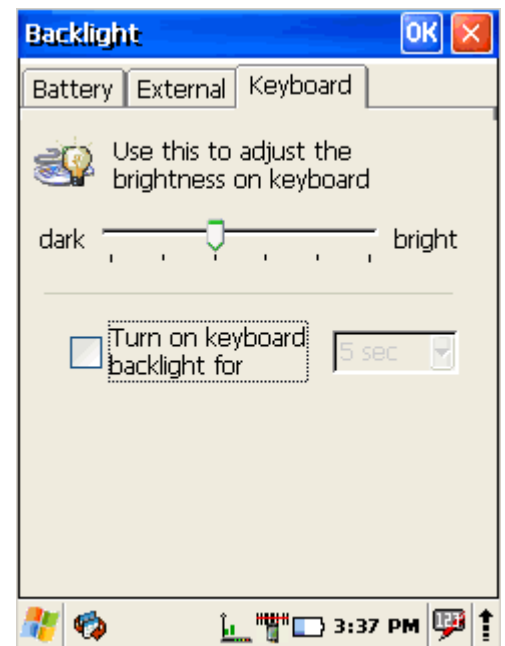 Backlight OK
Battery External Keyboard
Use this to adjust the
brightness on keyboard
dark bright
Turn on keyboard
backlight for
5 sec
3:37 PM 123